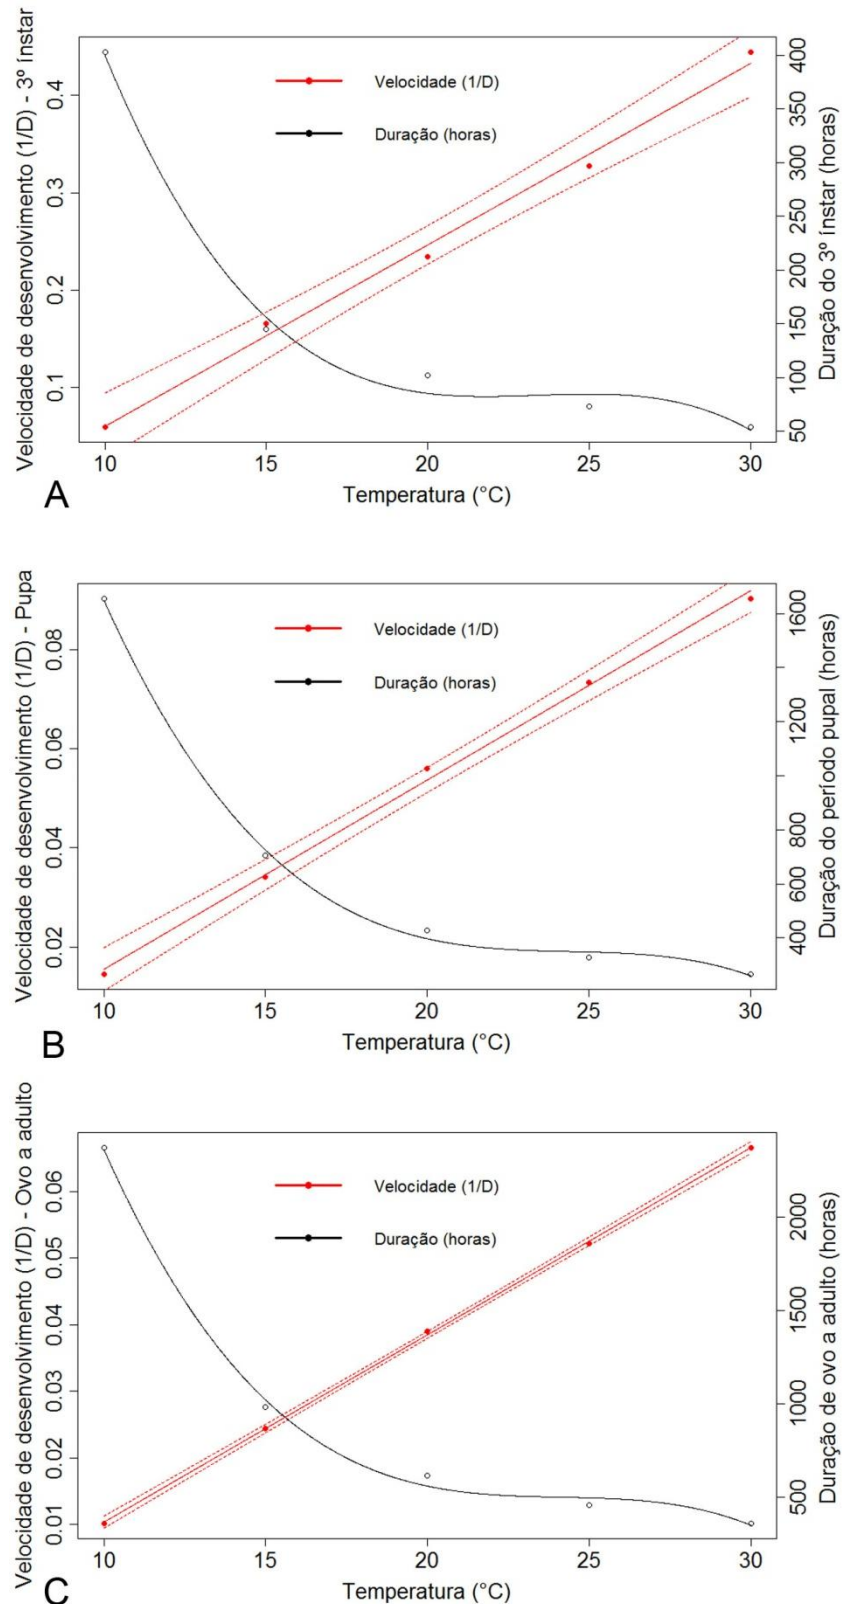 Velocidade de desenvolvimento (1/D) - 3º ínstar
0.4
0.3
0.2
0.1
Velocidade (1/D)
Duração (horas)
400
350
300
250
200
150
100
50
Duração do 3º ínstar (horas)
10 15 20 25 30
Temperatura (°C)
A
Velocidade de desenvolvimento (1/D) - Pupa
0.08
0.06
0.04
0.02
Velocidade (1/D)
Duração (horas)
1600
1200
800
600
400
Duração do período pupal (horas)
10 15 20 25 30
Temperatura (°C)
B
Velocidade de desenvolvimento (1/D) - Ovo a adulto
0.06
0.05
0.04
0.03
0.02
0.01
Velocidade (1/D)
Duração (horas)
2000
1500
1000
500
Duração de ovo a adulto (horas)
10 15 20 25 30
Temperatura (°C)
C